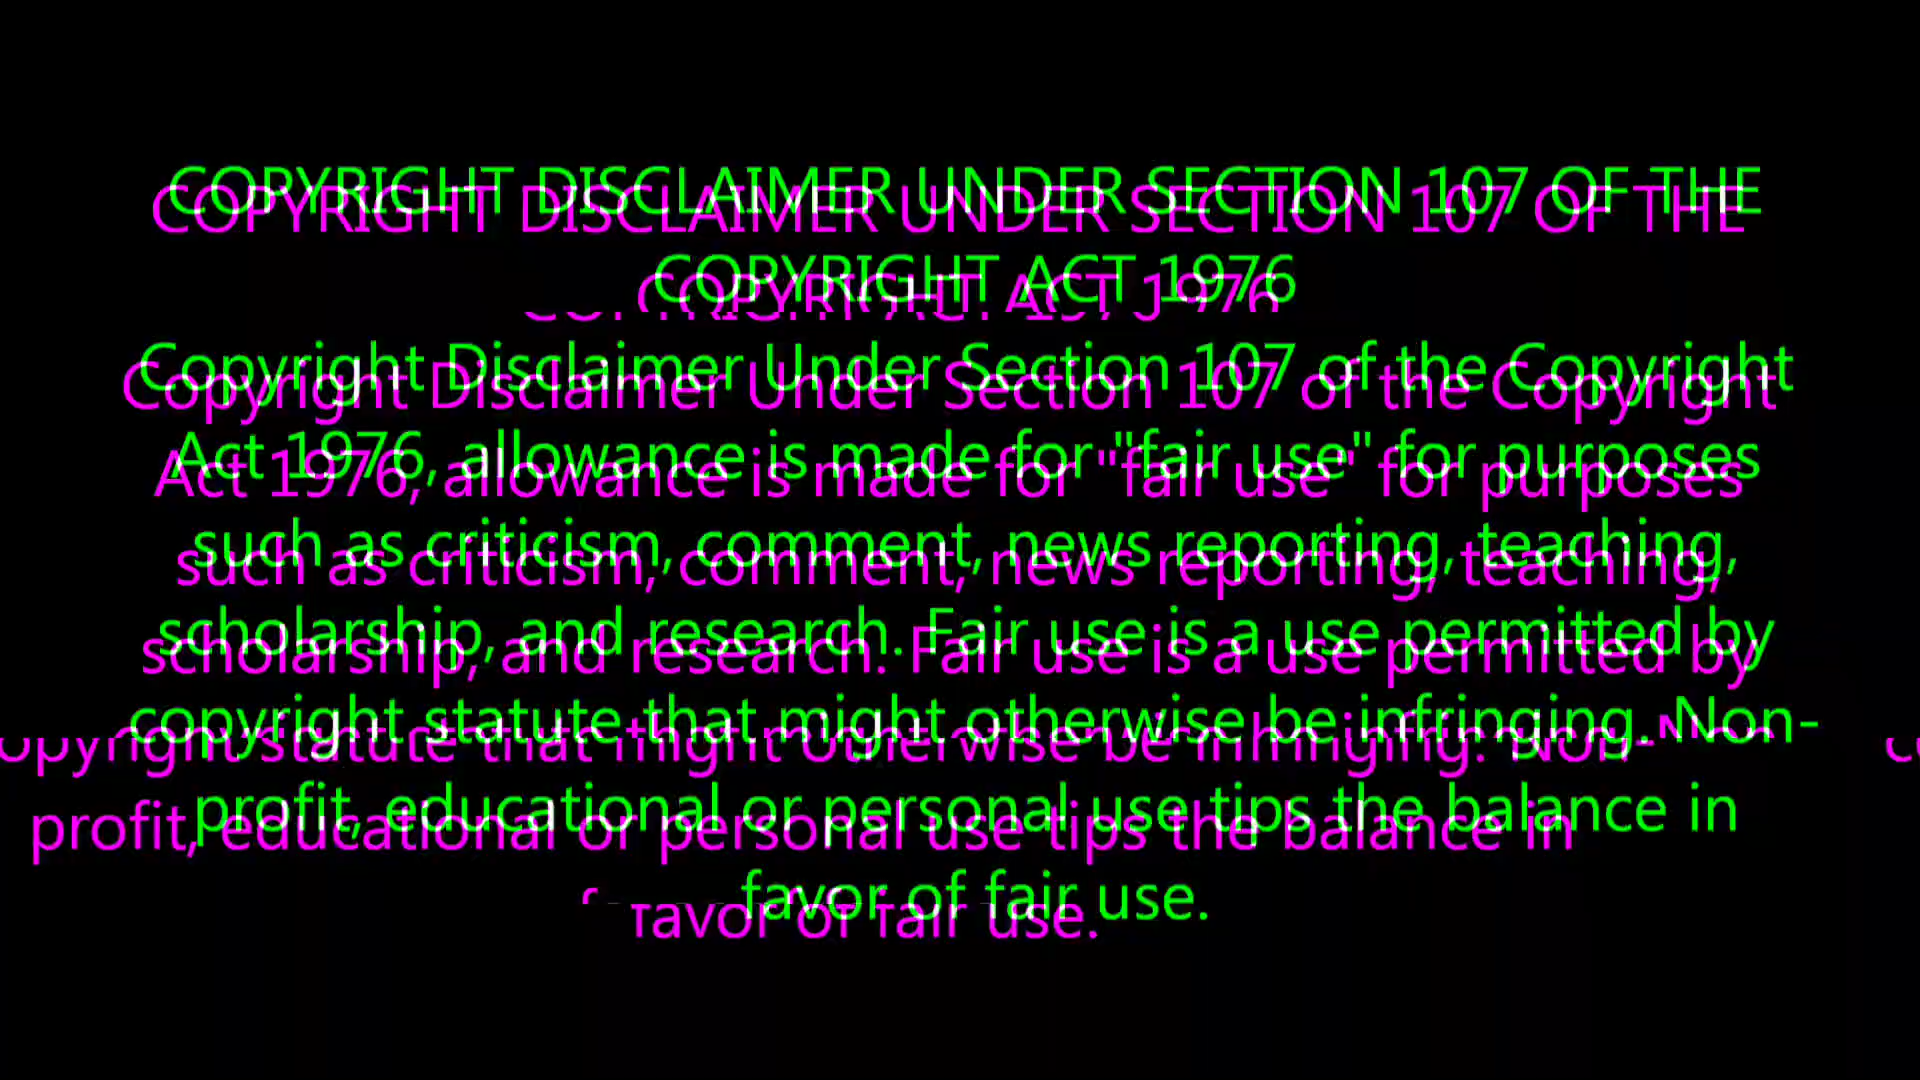 COPYRIGHT DISCLAIMER UNDER SECTION 107 OF THE
COPYRIGHT ACT 1976
Copyright Disclaimer Under Section 107 of the Copyright
Act 1976, allowance is made for "fair use" for purposes
such as criticism, comment, news reporting, teaching,
scholarship, and research. Fair use is a use permitted by
copyright statute that might otherwise be infringing. Non-
profit, educational or personal use tips the balance in
favor of fair use.